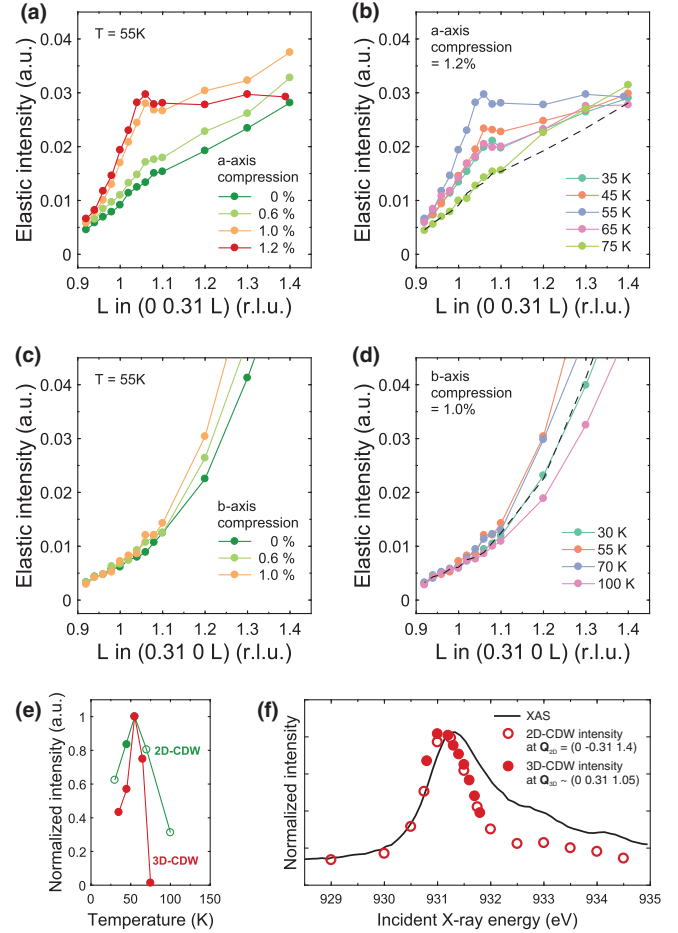 (a)
T = 55K
Elastic intensity (a.u.)
0.04
0.03
0.02
0.01
0
a-axis
compression
0 %
0.6 %
1.0 %
1.2 %
0.9 1 1.1 1.2 1.3 1.4
L in (0 0.31 L) (r.l.u.)
(b)
a-axis
compression
= 1.2%
Elastic intensity (a.u.)
0.04
0.03
0.02
0.01
0
35 K
45 K
55 K
65 K
75 K
0.9 1 1.1 1.2 1.3 1.4
L in (0 0.31 L) (r.l.u.)
(c)
T = 55K
Elastic intensity (a.u.)
0.04
0.03
0.02
0.01
0
b-axis
compression
0 %
0.6 %
1.0 %
0.9 1 1.1 1.2 1.3 1.4
L in (0.31 0 L) (r.l.u.)
(d)
b-axis
compression
= 1.0%
Elastic intensity (a.u.)
0.04
0.03
0.02
0.01
0
30 K
55 K
70 K
100 K
0.9 1 1.1 1.2 1.3 1.4
L in (0.31 0 L) (r.l.u.)
(e)
Normalized intensity (a.u.)
1
0.8
0.6
0.4
0.2
0
2D-CDW
3D-CDW
0 50 100 150
Temperature (K)
(f)
Normalized intensity
XAS
2D-CDW intensity
at Q2D = (0 -0.31 1.4)
3D-CDW intensity
at Q3D ~ (0 0.31 1.05)
929 930 931 932 933 934 935
Incident X-ray energy (eV)